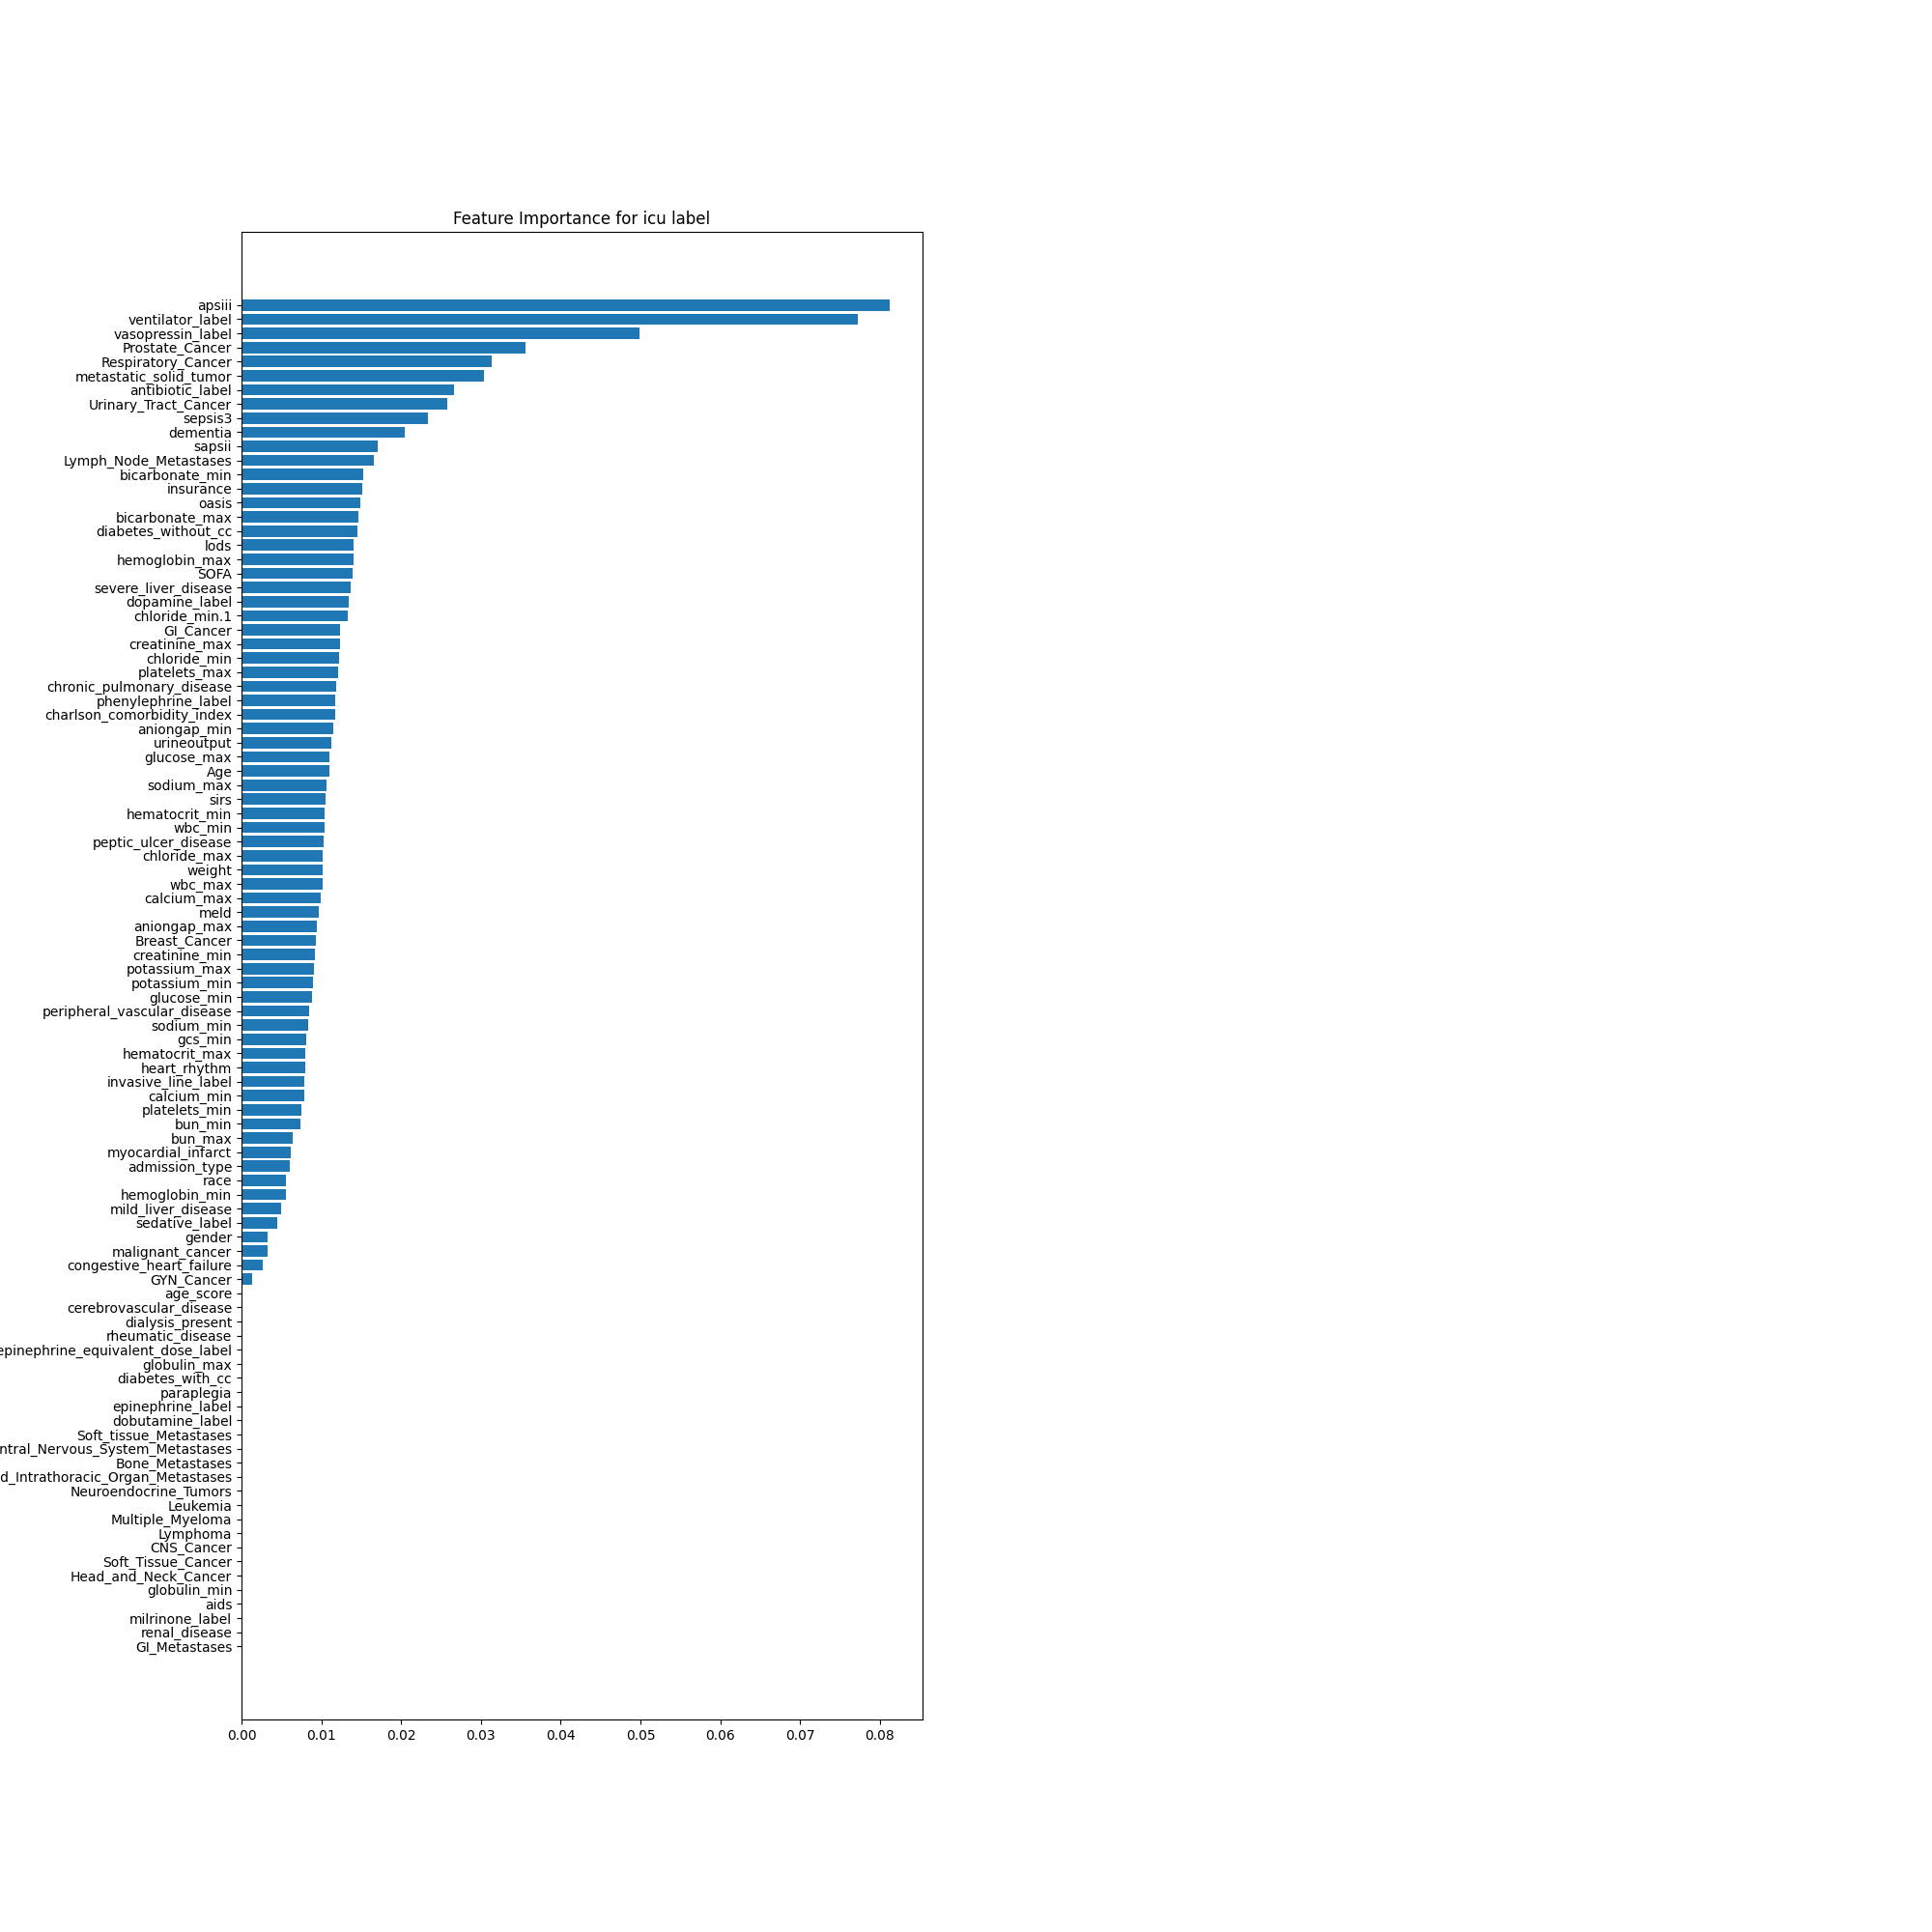 Feature Importance for icu label
apsiii
ventilator_label
vasopressin_label
Prostate_Cancer
Respiratory_Cancer
metastatic_solid_tumor
antibiotic_label
Urinary_Tract_Cancer
sepsis3
dementia
sapsii
Lymph_Node_Metastases
bicarbonate_min
insurance
oasis
bicarbonate_max
diabetes_without_cc
lods
hemoglobin_max
SOFA
severe_liver_disease
dopamine_label
chloride_min.1
GI_Cancer
creatinine_max
chloride_min
platelets_max
chronic_pulmonary_disease
phenylephrine_label
charlson_comorbidity_index
aniongap_min
urineoutput
glucose_max
Age
sodium_max
sirs
hematocrit_min
wbc_min
peptic_ulcer_disease
chloride_max
weight
wbc_max
calcium_max
meld
aniongap_max
Breast_Cancer
creatinine_min
potassium_max
potassium_min
glucose_min
peripheral_vascular_disease
sodium_min
gcs_min
hematocrit_max
heart_rhythm
invasive_line_label
calcium_min
platelets_min
bun_min
bun_max
myocardial_infarct
admission_type
race
hemoglobin_min
mild_liver_disease
sedative_label
gender
malignant_cancer
congestive_heart_failure
GYN_Cancer
age_score
cerebrovascular_disease
dialysis_present
rheumatic_disease
epinephrine_equivalent_dose_label
globulin_max
diabetes_with_cc
paraplegia
epinephrine_label
dobutamine_label
Soft_tissue_Metastases
ntral_Nervous_System_Metastases
Bone_Metastases
d_Intrathoracic_Organ_Metastases
Neuroendocrine_Tumors
Leukemia
Multiple_Myeloma
Lymphoma
CNS_Cancer
Soft_Tissue_Cancer
Head_and_Neck_Cancer
globulin_min
aids
milrinone_label
renal_disease
GI_Metastases
0.00 0.01 0.02 0.03 0.04 0.05 0.06 0.07 0.08